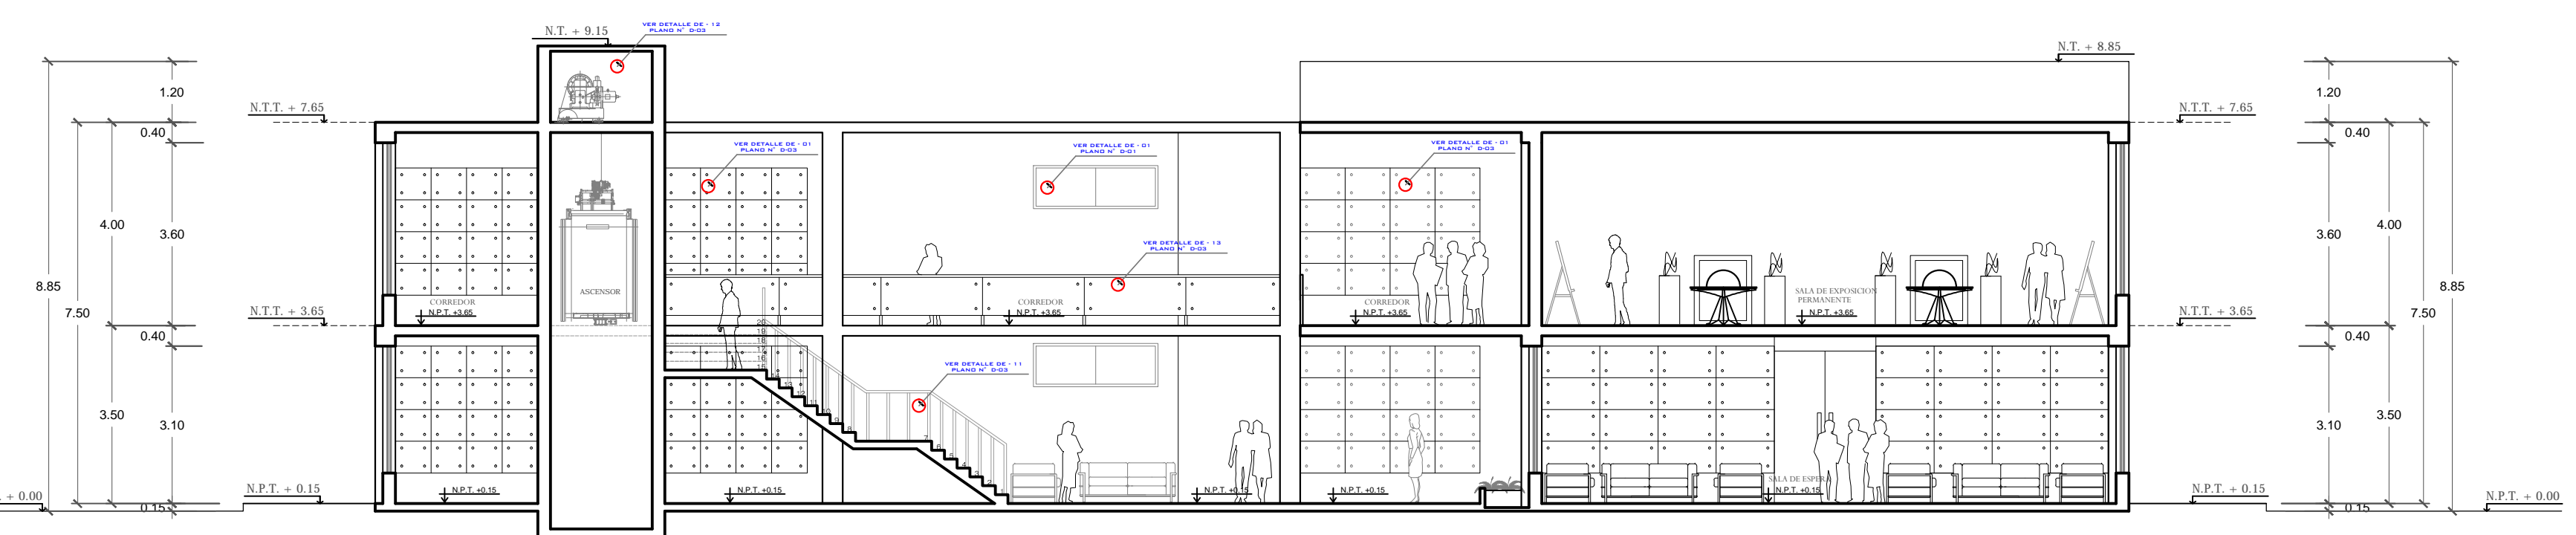 VER DETALLE DE - 12
PLANO N° D-03
N.T. + 9.15
N.T. + 8.85
1.20
1.20
N.T.T. + 7.65
N.T.T. + 7.65
0.40
0.40
VER DETALLE DE - 01
PLANO N° D-03
VER DETALLE DE - 01
PLANO N° D-01
VER DETALLE DE - 01
PLANO N° D-03
4.00
3.60
3.60
4.00
VER DETALLE DE - 13
PLANO N° D-03
8.85
7.50
ASCENSOR
SALA DE EXPOSICION
PERMANENTE
8.85
7.50
CORREDOR
N.P.T. +3.65
CORREDOR
N.P.T. +3.65
CORREDOR
N.P.T. +3.65
N.P.T. +3.65
N.T.T. + 3.65
N.T.T. + 3.65
0.40
0.40
VER DETALLE DE - 11
PLANO N° D-03
3.50
3.10
3.10
3.50
SALA DE ESPERA
N.P.T. +0.15
N.P.T. +0.15
N.P.T. +0.15
N.P.T. +0.15
N.P.T. +0.15
N.P.T. + 0.15
N.P.T. + 0.15
. + 0.00
N.P.T. + 0.00
0.15
0.15